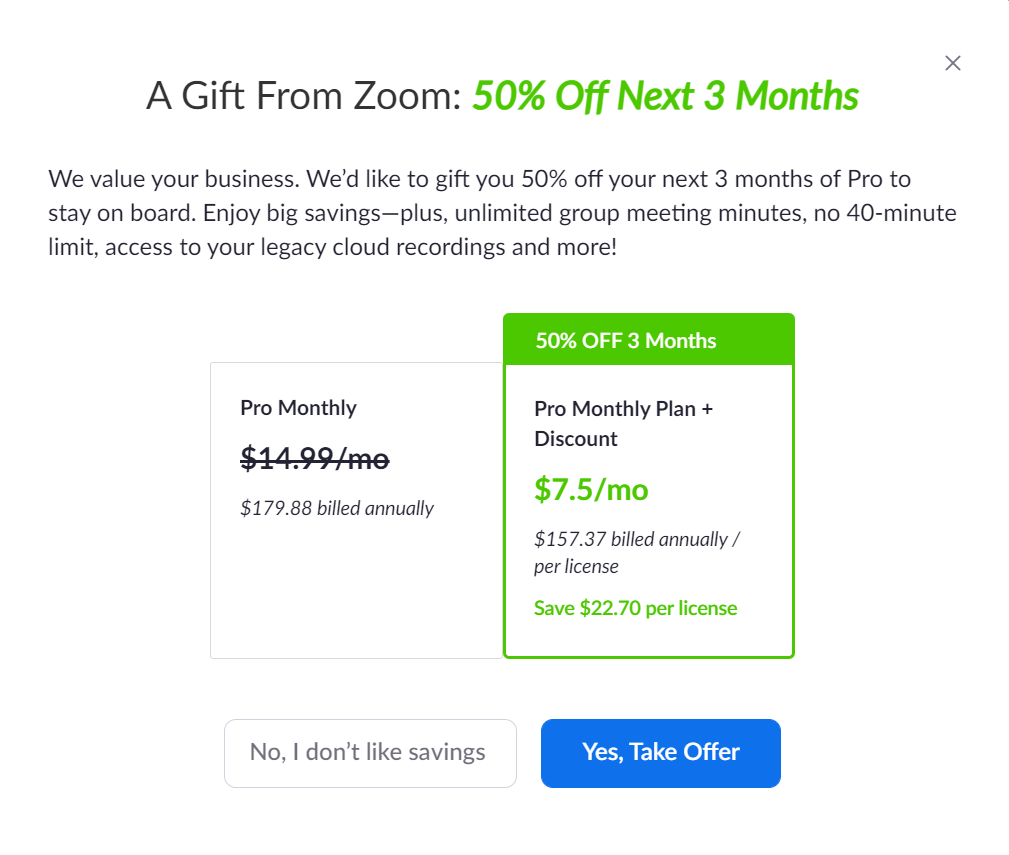 A Gift From Zoom: 50% Off Next 3 Months
We value your business. We’d like to gift you 50% off your next 3 months of Pro to
stay on board. Enjoy big savings—plus, unlimited group meeting minutes, no 40-minute
limit, access to your legacy cloud recordings and more!
Pro Monthly
$14.99/mo
$179.88 billed annually
50% OFF 3 Months
Pro Monthly Plan +
Discount
$7.5/mo
$157.37 billed annually /
per license
Save $22.70 per license
No, I don’t like savings
Yes, Take Offer